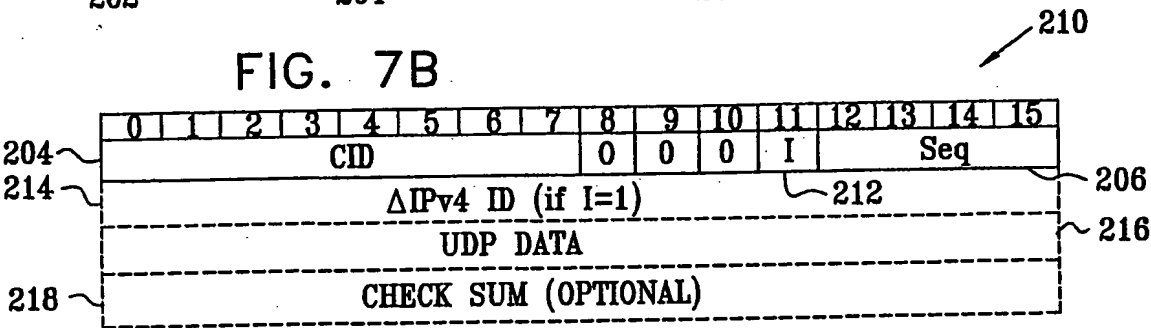 210
FIG. 7B
0 1 2 3 4 5 6 7 8 9 10 11 12 13 14 15
204 CID 0 0 0 I Seq 206
214 ΔIPv4 ID (if I=1) 212
UDP DATA 216
218 CHECK SUM (OPTIONAL)